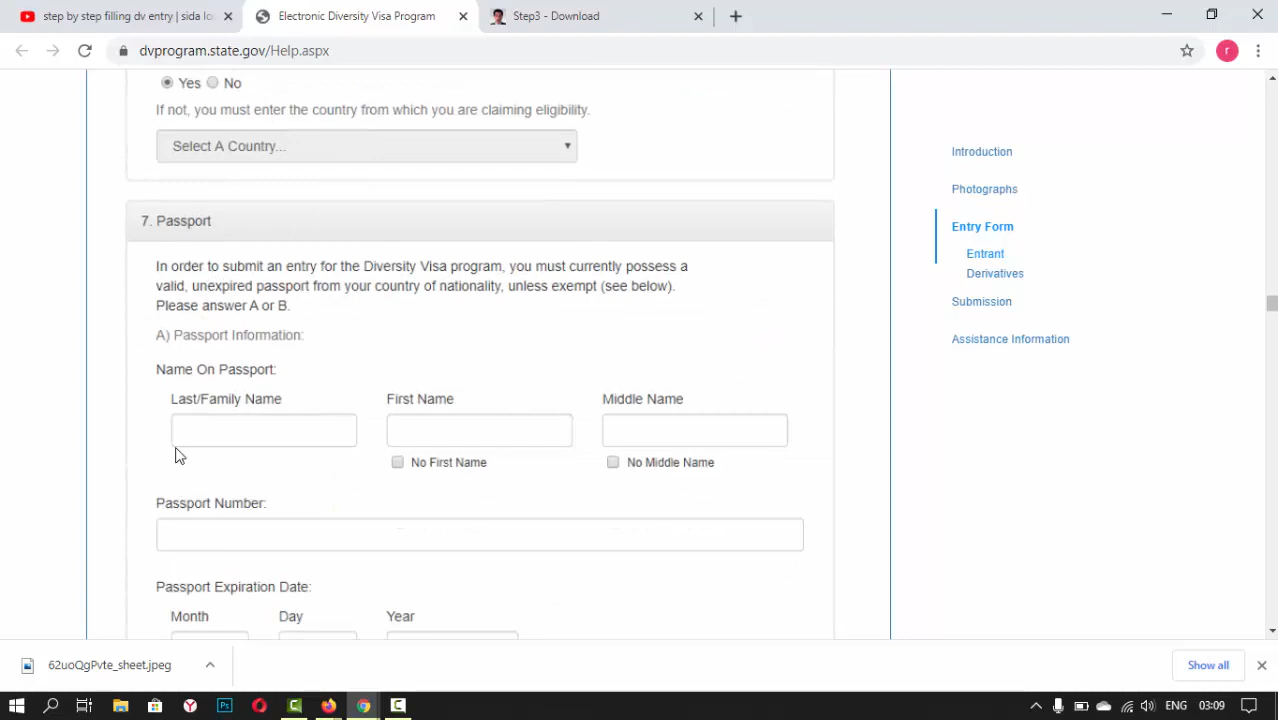 step by step filling dv entry | sida lo
Electronic Diversity Visa Program
Step3 - Download
dvprogram.state.gov/Help.aspx
r
Yes No
If not, you must enter the country from which you are claiming eligibility.
Select A Country...
Introduction
Photographs
Entry Form
Entrant
Derivatives
Submission
Assistance Information
7. Passport
In order to submit an entry for the Diversity Visa program, you must currently possess a
valid, unexpired passport from your country of nationality, unless exempt (see below).
Please answer A or B.
A) Passport Information:
Name On Passport:
Last/Family Name First Name Middle Name
No First Name No Middle Name
Passport Number:
Passport Expiration Date:
Month Day Year
62uoQgPvte_sheet.jpeg
Show all
Ps
ENG 03:09